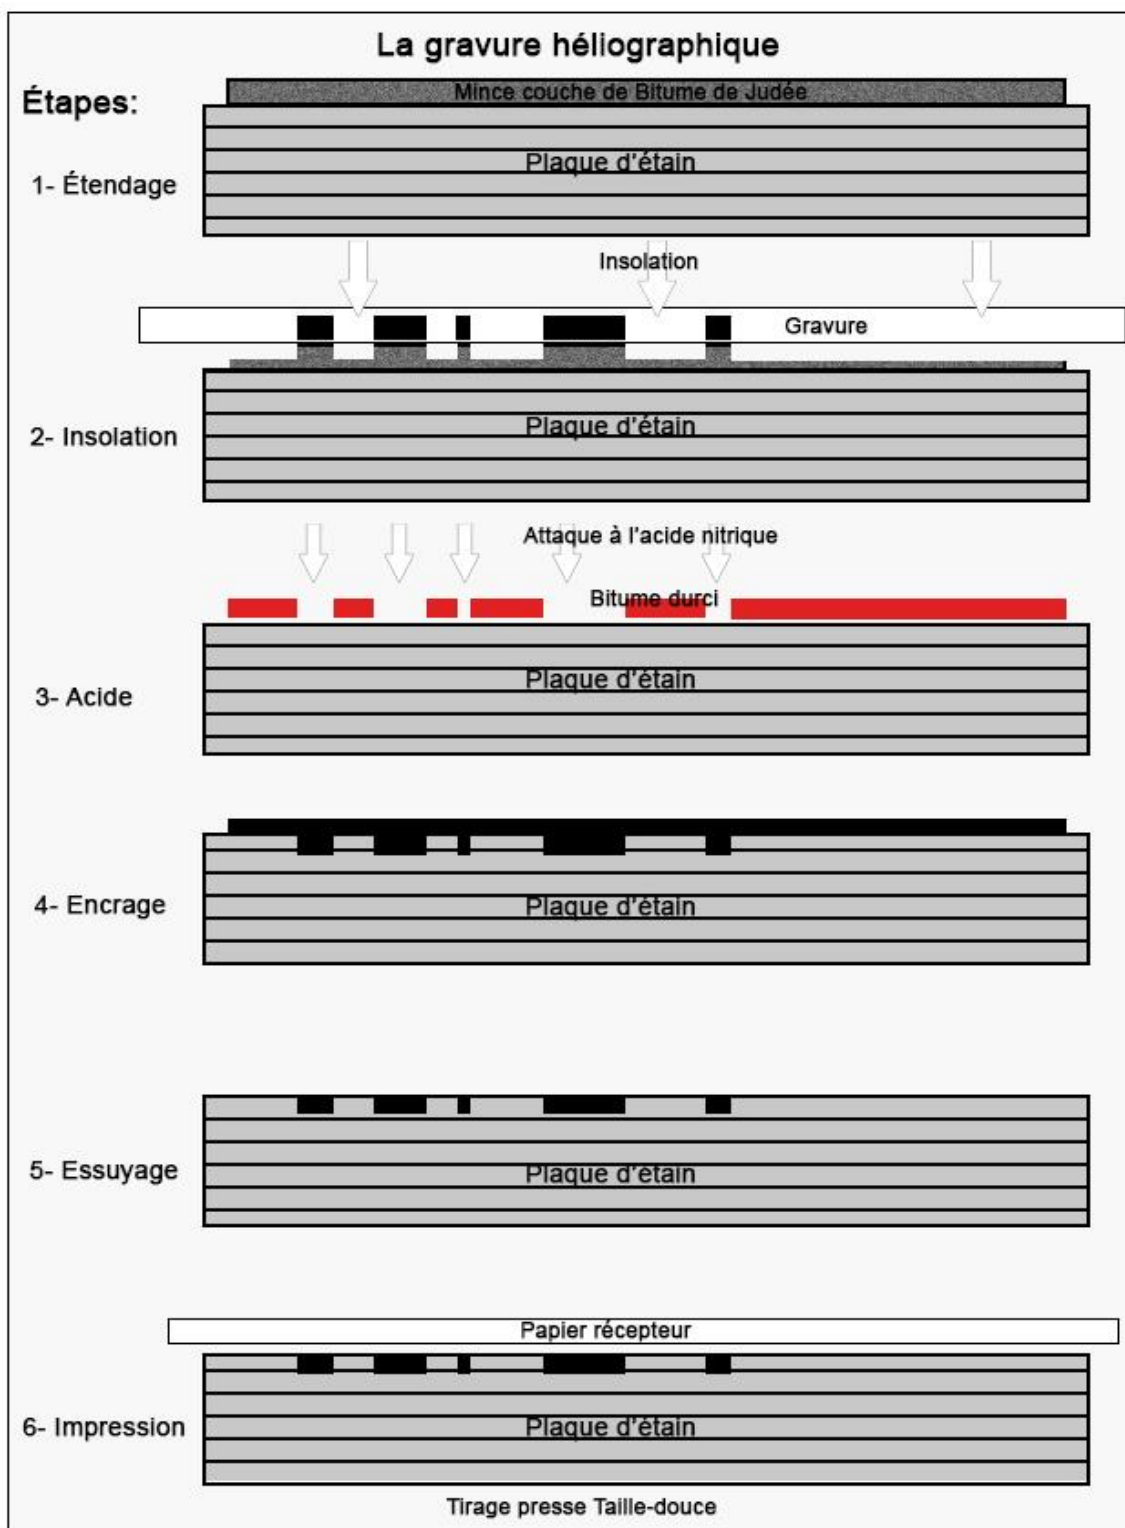 La gravure héliographique
Étapes:
Mince couche de Bitume de Judée
Plaque d'étain
1- Étendage
Insolation
Gravure
Plaque d'étain
2- Insolation
Attaque à l'acide nitrique
Bitume durci
Plaque d'étain
3- Acide
Plaque d'étain
4- Encrage
Plaque d'étain
5- Essuyage
Papier récepteur
Plaque d'étain
6- Impression
Tirage presse Taille-douce